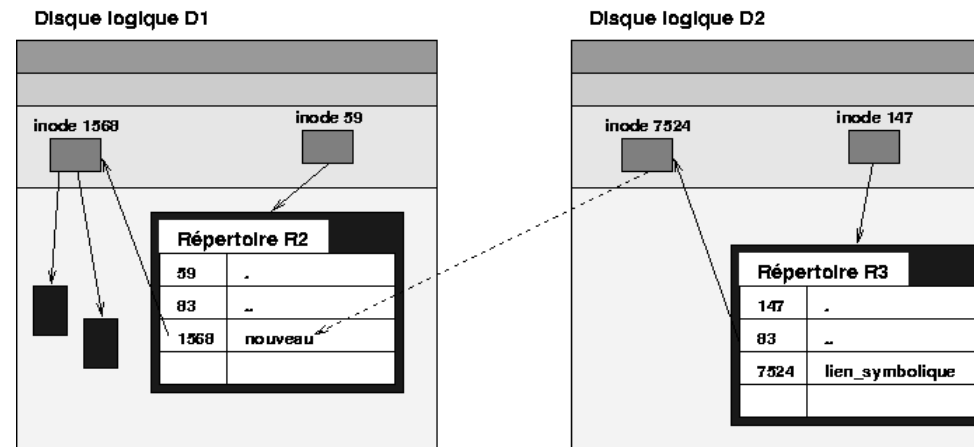 Disque logique D1
Disque logique D2
inode 1568
inode 59
inode 7524
inode 147
Répertoire R2
59 .
83 ..
1568 nouveau
Répertoire R3
147 .
83 ..
7524 lien_symbolique